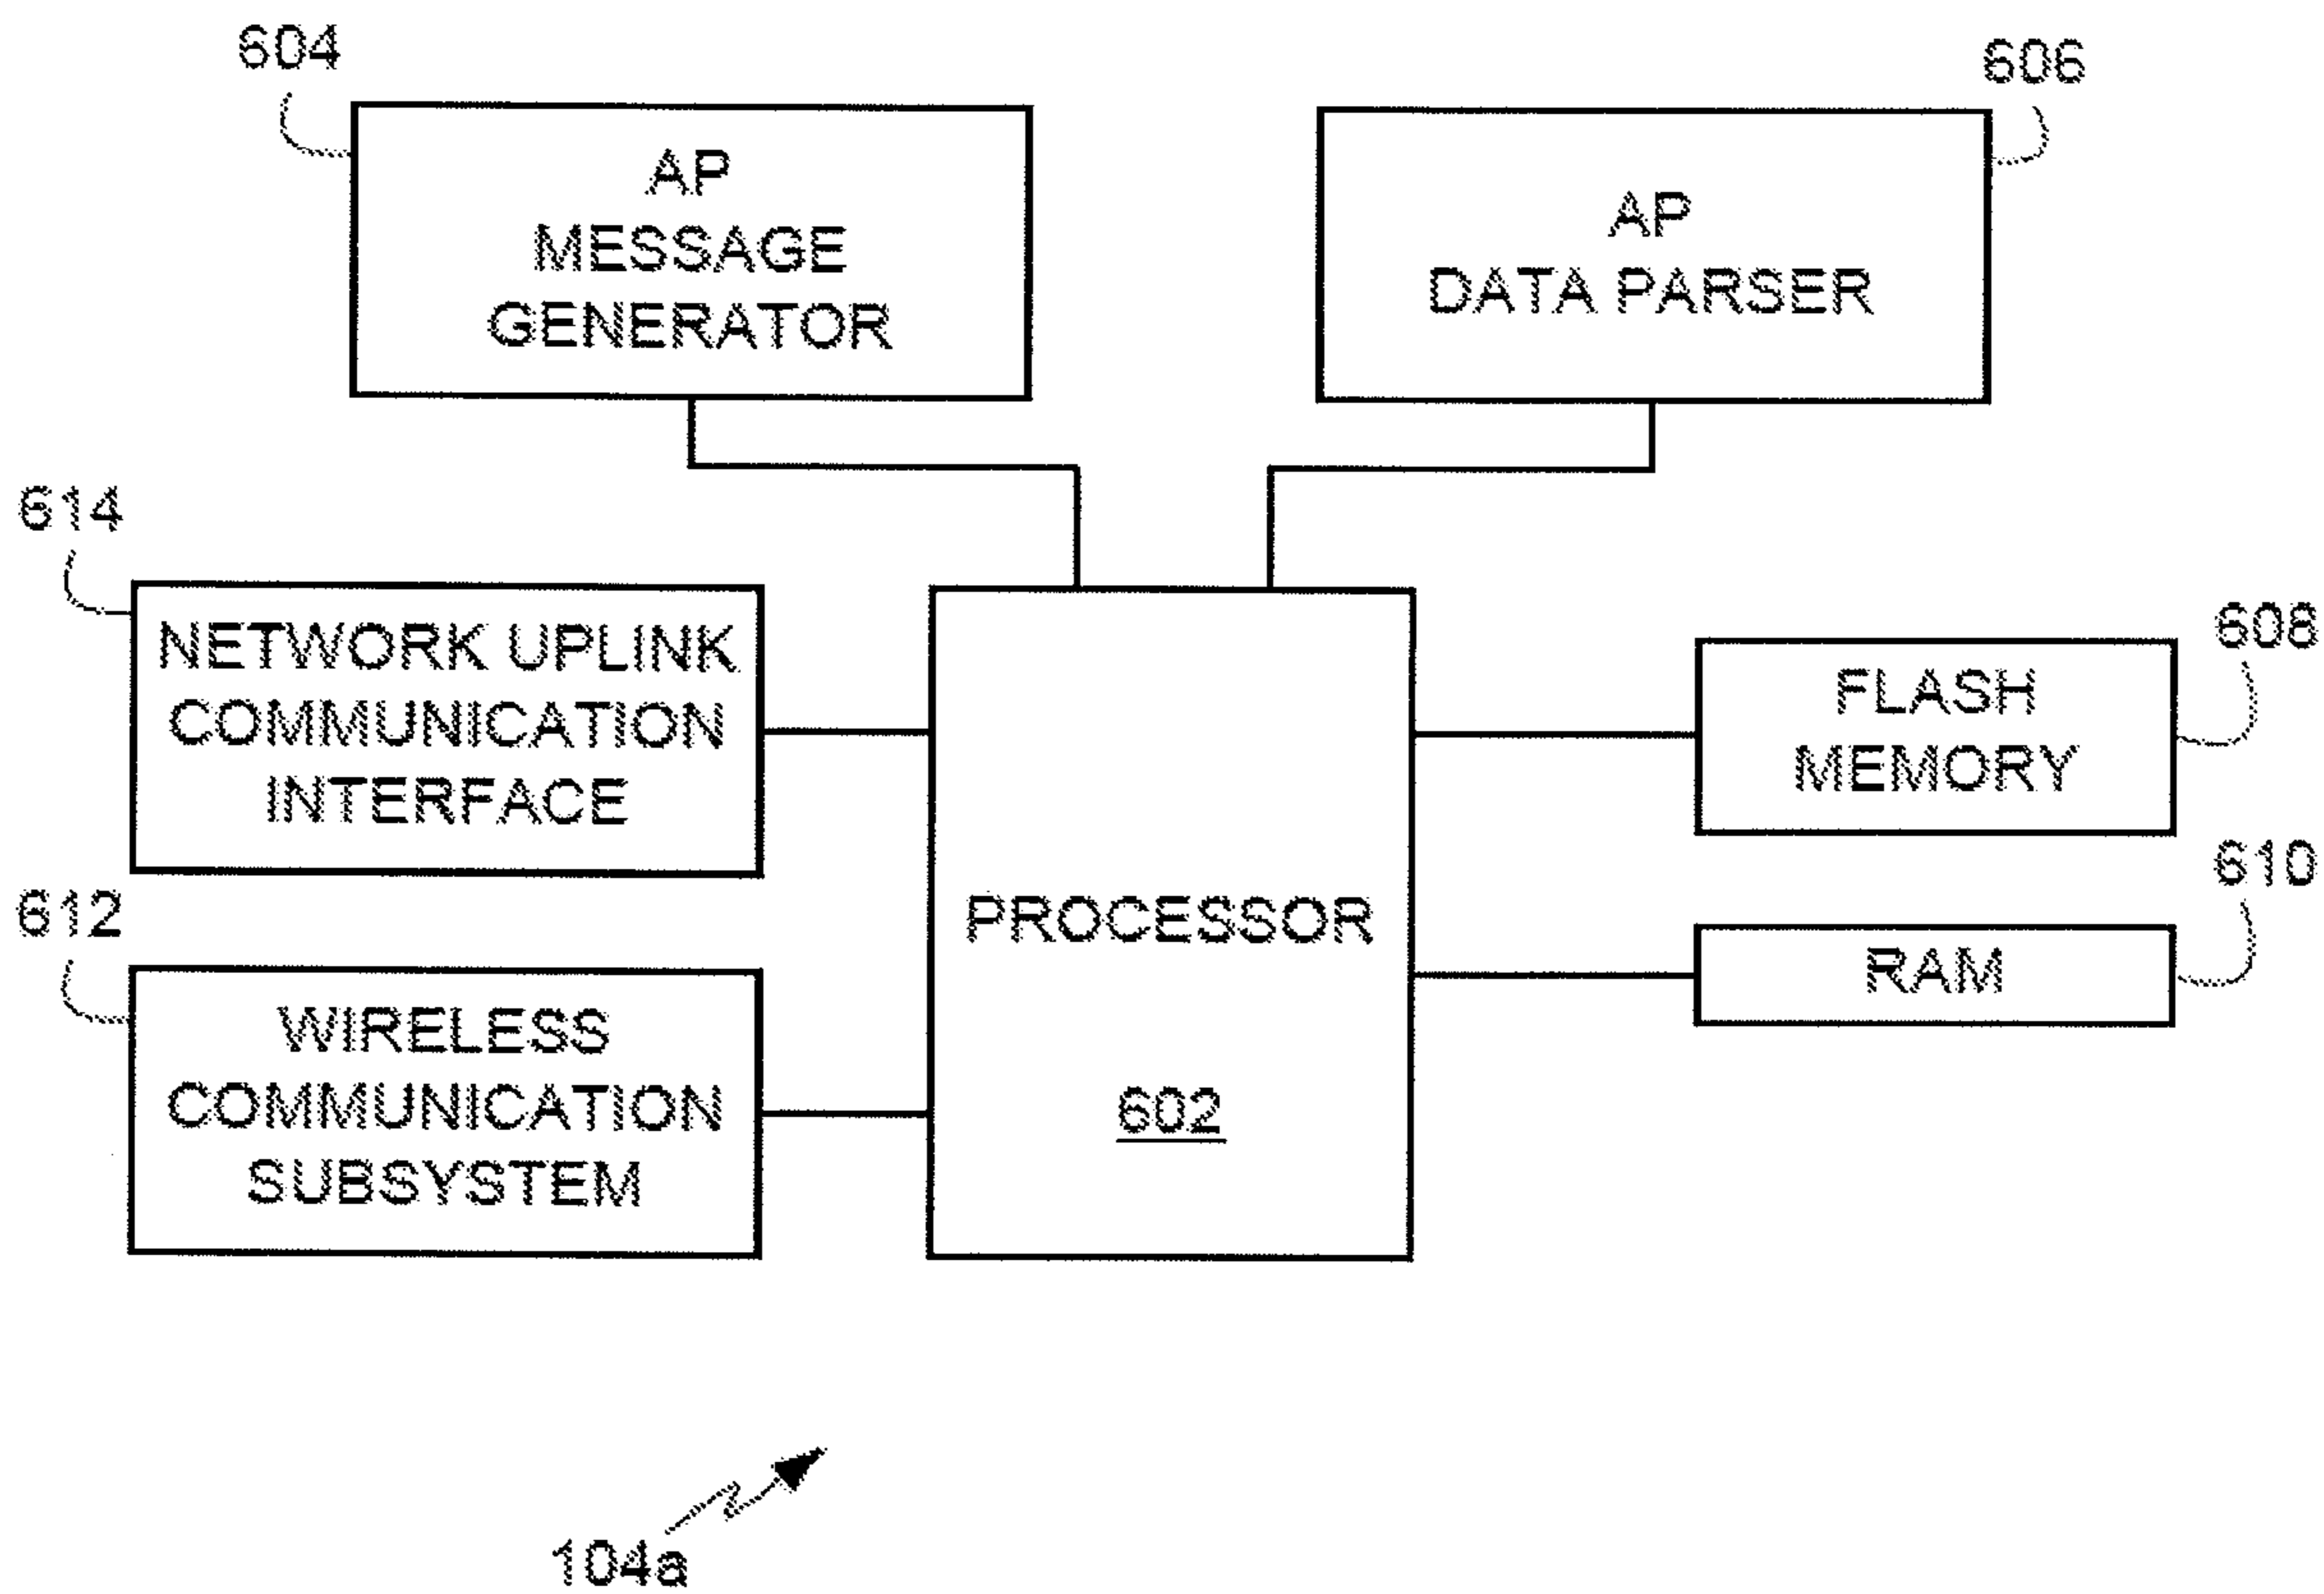 604
606
AP
MESSAGE
GENERATOR
AP
DATA PARSER
614
NETWORK UPLINK
COMMUNICATION
INTERFACE
608
FLASH
MEMORY
610
RAM
PROCESSOR
602
612
WIRELESS
COMMUNICATION
SUBSYSTEM
104a